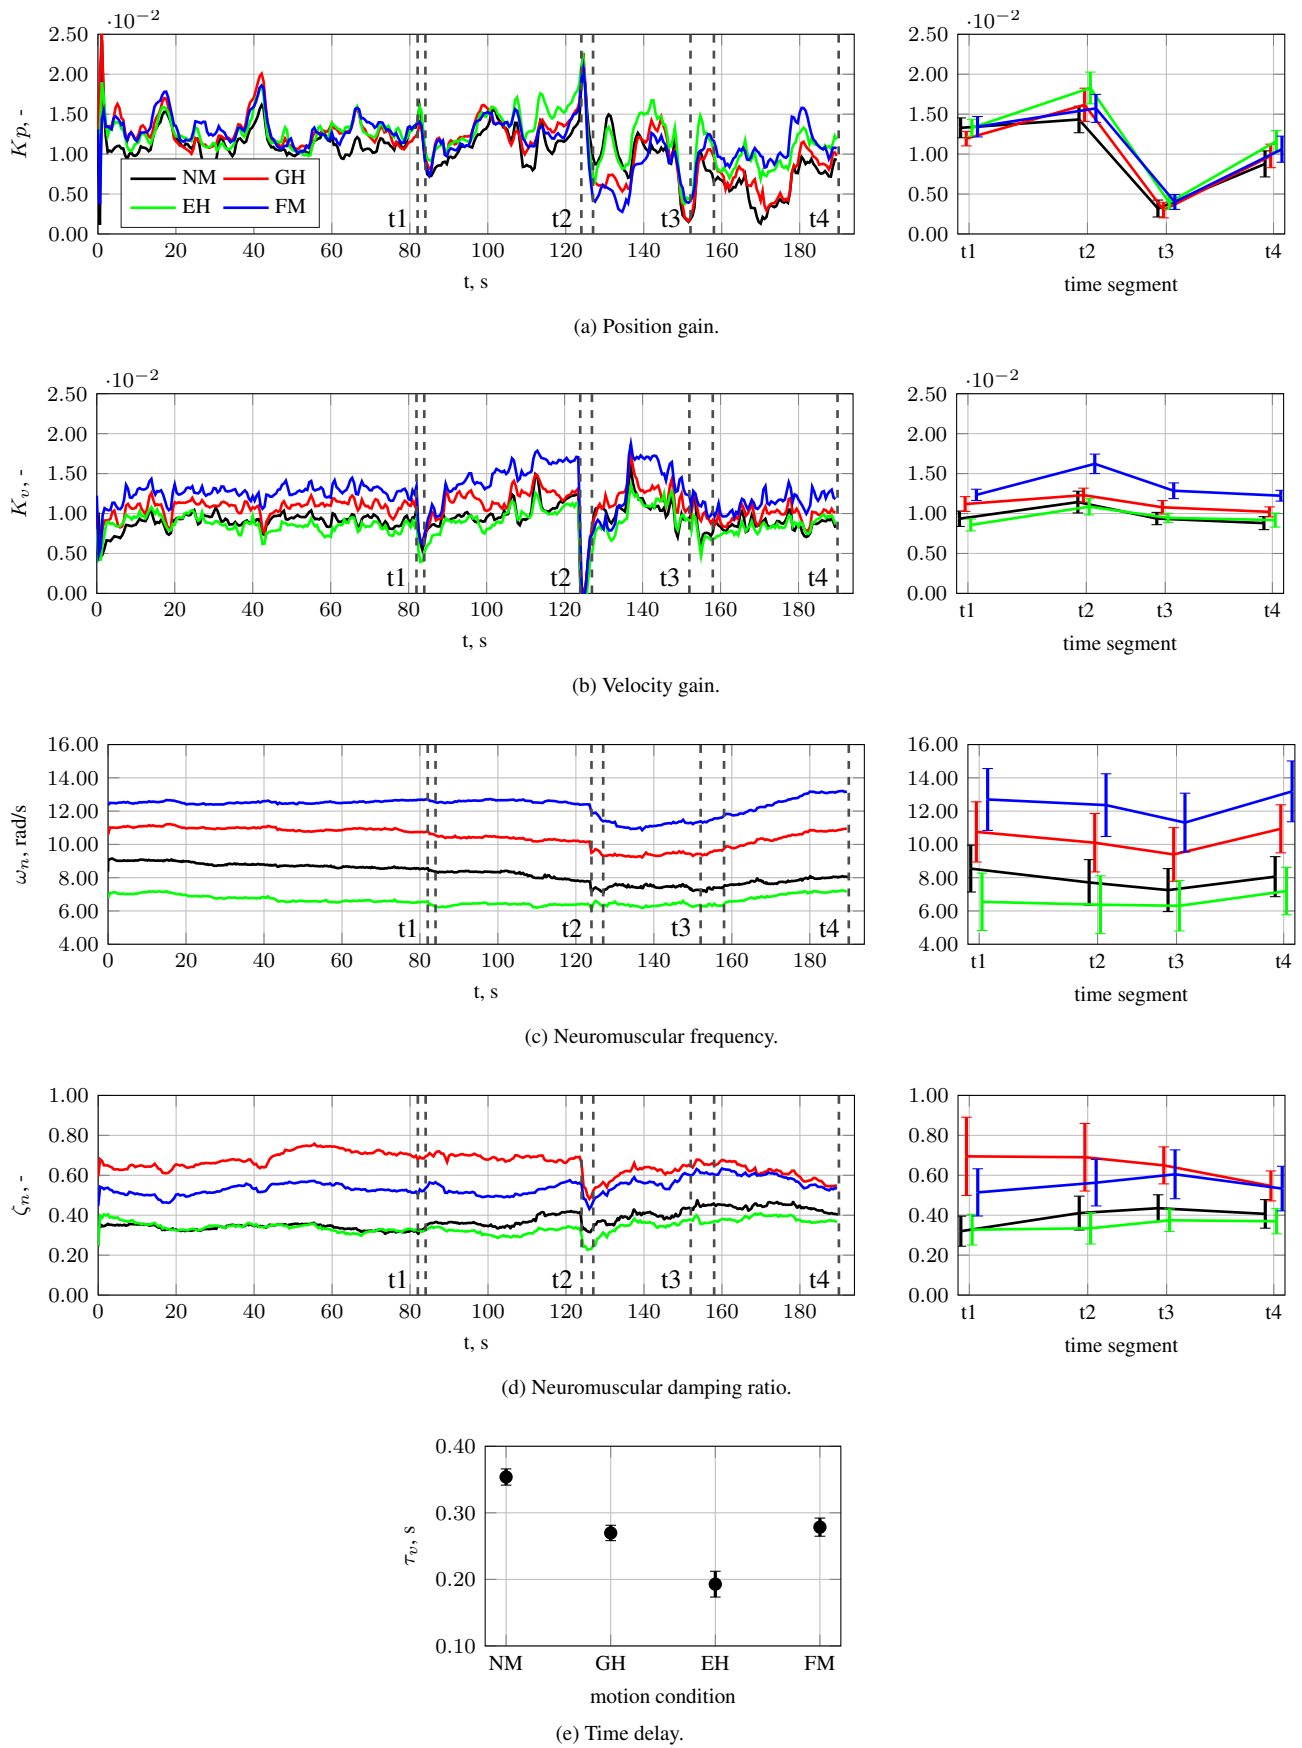 ·10−2
·10−2
2.50
2.00
1.50
1.00
0.50
0.00
Kp, -
NM
GH
EH
FM
t1
t2
t3
t4
0
20
40
60
80
100
120
140
160
180
t, s
2.50
2.00
1.50
1.00
0.50
0.00
t1
t2
t3
t4
time segment
(a) Position gain.
·10−2
·10−2
2.50
2.00
1.50
1.00
0.50
0.00
Kv, -
t1
t2
t3
t4
0
20
40
60
80
100
120
140
160
180
t, s
2.50
2.00
1.50
1.00
0.50
0.00
t1
t2
t3
t4
time segment
(b) Velocity gain.
16.00
14.00
12.00
10.00
8.00
6.00
4.00
ωn, rad/s
t1
t2
t3
t4
0
20
40
60
80
100
120
140
160
180
t, s
16.00
14.00
12.00
10.00
8.00
6.00
4.00
t1
t2
t3
t4
time segment
(c) Neuromuscular frequency.
1.00
0.80
0.60
0.40
0.20
0.00
ζn, -
t1
t2
t3
t4
0
20
40
60
80
100
120
140
160
180
t, s
1.00
0.80
0.60
0.40
0.20
0.00
t1
t2
t3
t4
time segment
(d) Neuromuscular damping ratio.
0.40
0.30
0.20
0.10
τv, s
NM
GH
EH
FM
motion condition
(e) Time delay.